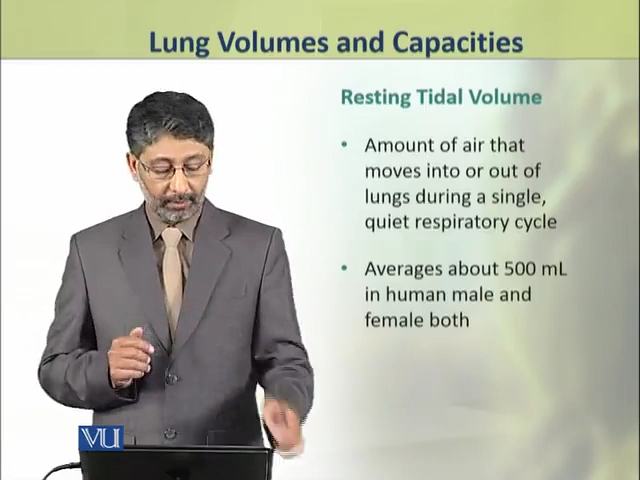 Lung Volumes and Capacities
Resting Tidal Volume
• Amount of air that
moves into or out of
lungs during a single,
quiet respiratory cycle
• Averages about 500 mL
in human male and
female both
VU